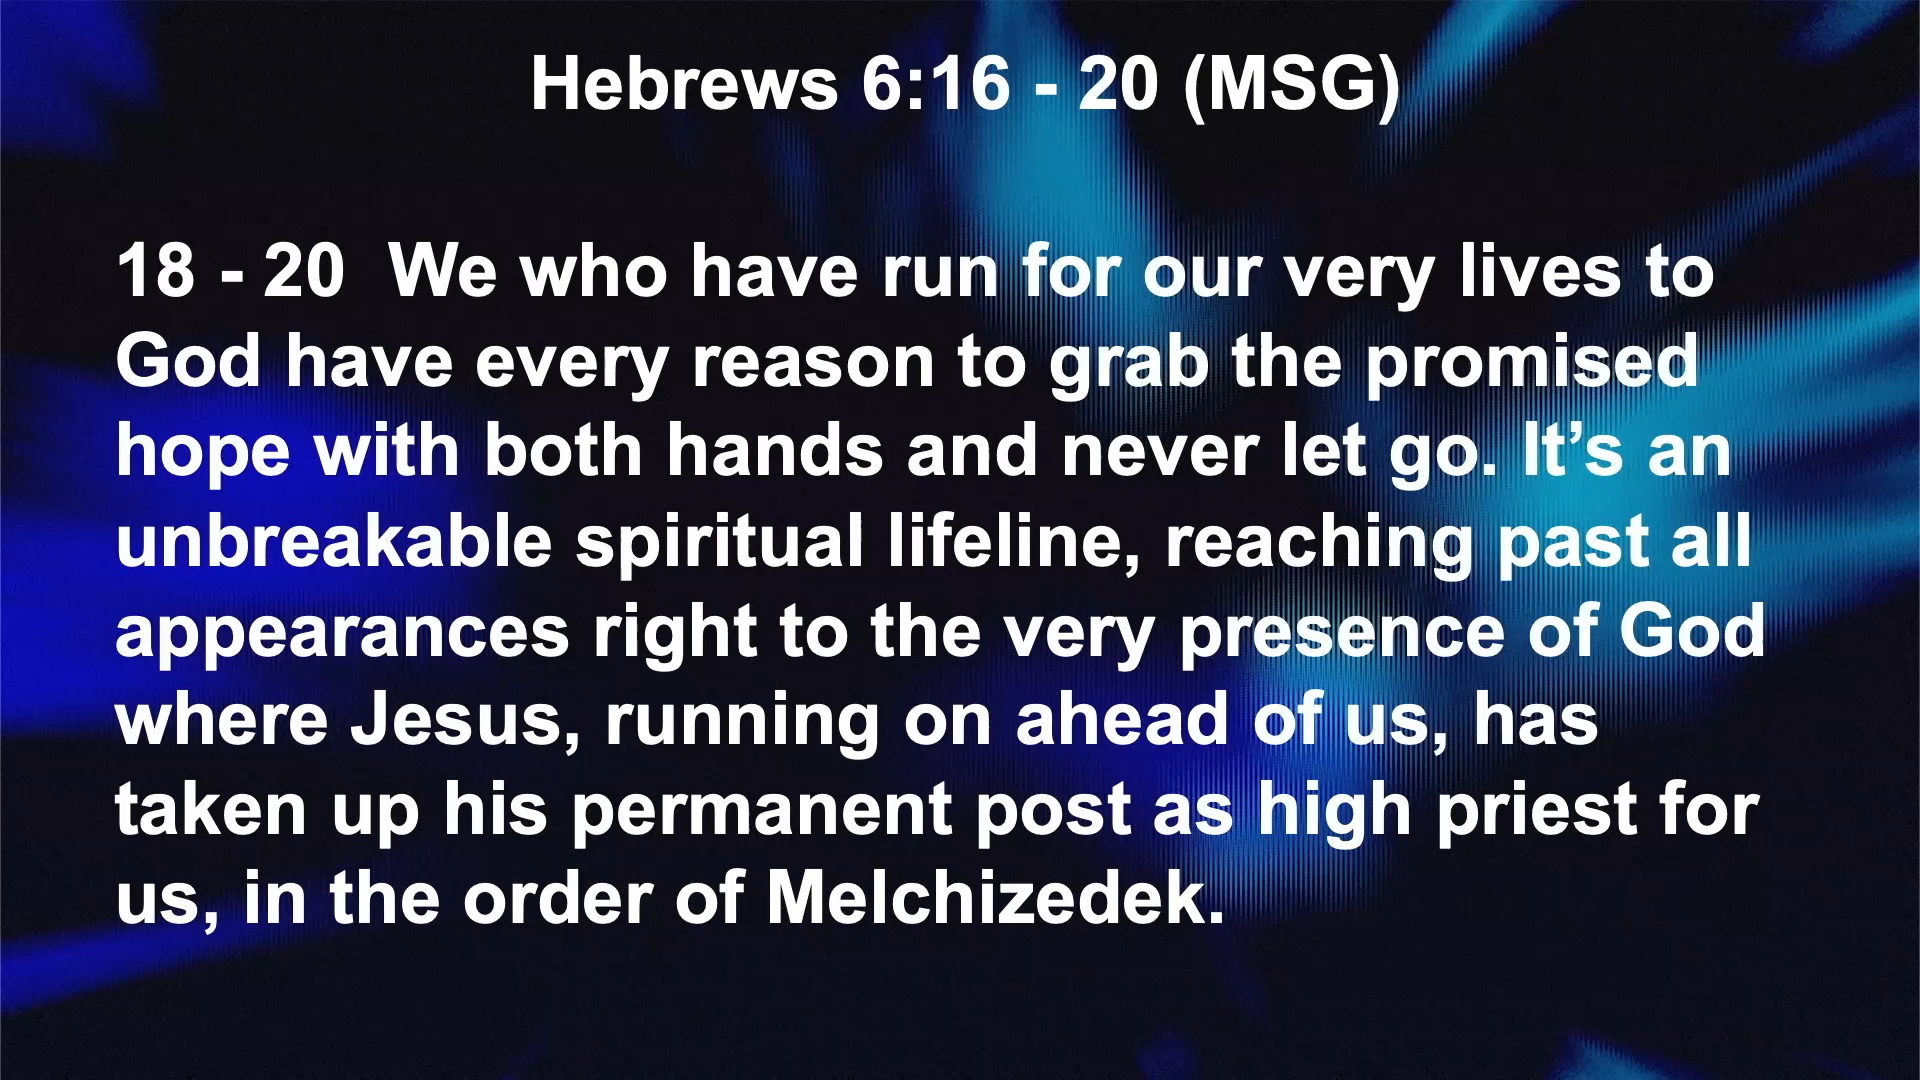 Hebrews 6:16 - 20 (MSG)
18 - 20  We who have run for our very lives to
God have every reason to grab the promised
hope with both hands and never let go. It’s an
unbreakable spiritual lifeline, reaching past all
appearances right to the very presence of God
where Jesus, running on ahead of us, has
taken up his permanent post as high priest for
us, in the order of Melchizedek.